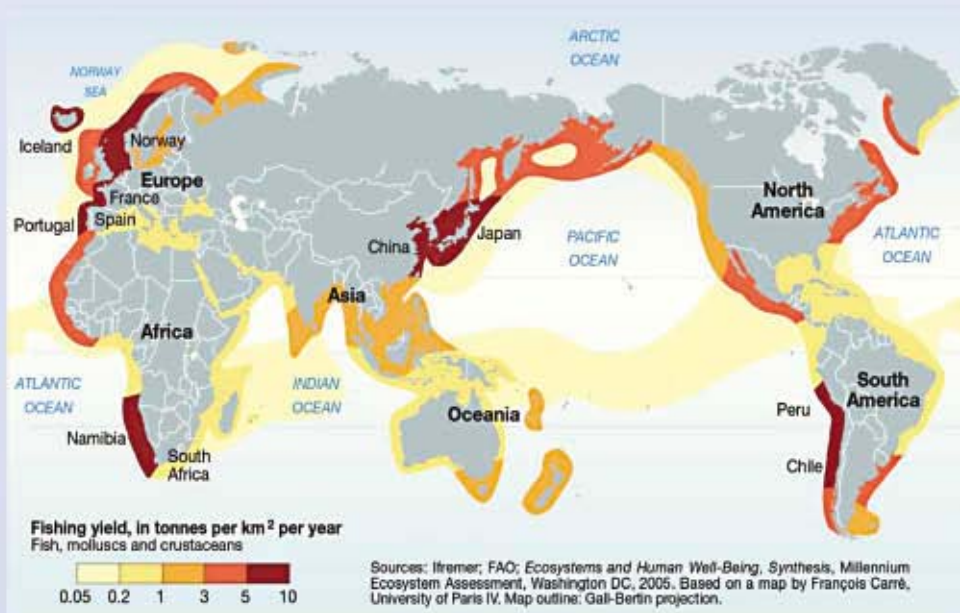 ARCTIC
OCEAN
NORWAY
SEA
Iceland
Norway
Europe
France
Portugal
Spain
China
Japan
Asia
PACIFIC
OCEAN
North
America
ATLANTIC
OCEAN
Africa
ATLANTIC
OCEAN
INDIAN
OCEAN
Oceania
Namibia
South
Africa
South
America
Peru
Chile
Fishing yield, in tonnes per km² per year
Fish, molluscs and crustaceans
0.05 0.2 1 3 5 10
Sources: Ifremer; FAO; Ecosystems and Human Well-Being, Synthesis, Millennium
Ecosystem Assessment, Washington DC, 2005. Based on a map by François Carré,
University of Paris IV. Map outline: Gall-Bertin projection.